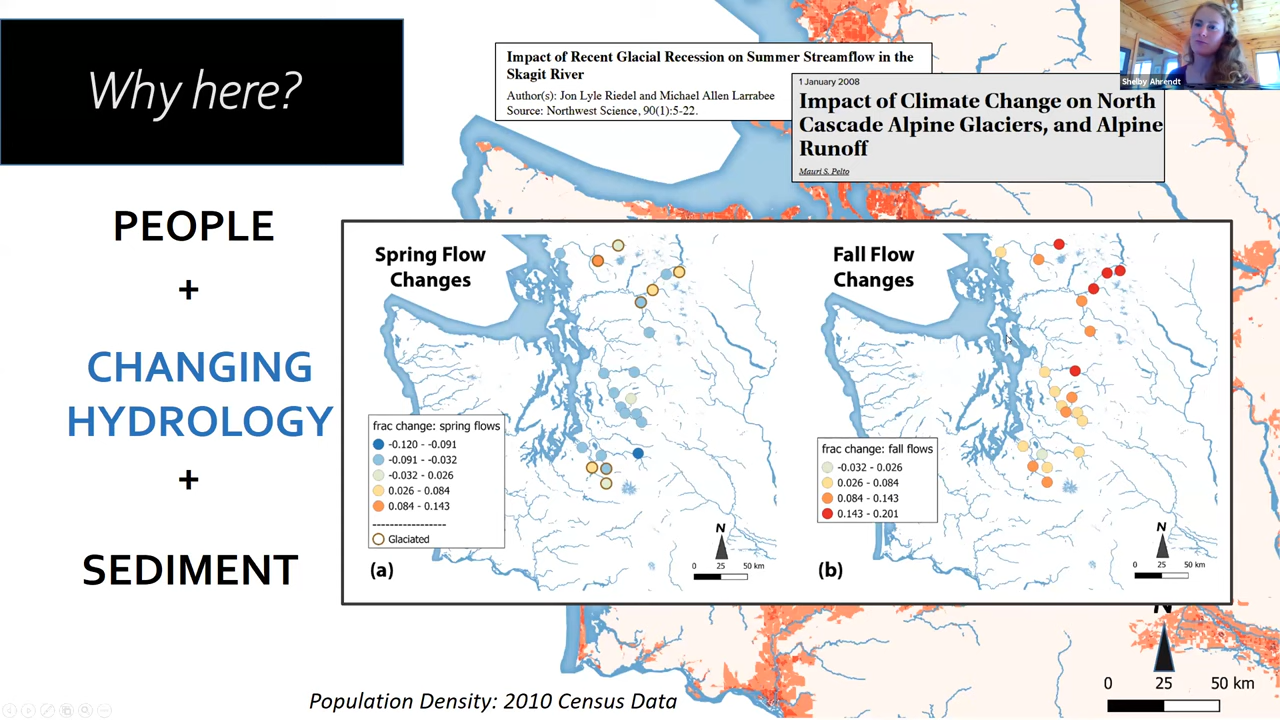 Why here?
PEOPLE
+
CHANGING
HYDROLOGY
+
SEDIMENT
Impact of Recent Glacial Recession on Summer Streamflow in the
Skagit River
Author(s): Jon Lyle Riedel and Michael Allen Larrabee
Source: Northwest Science, 90(1):5-22.
1 January 2008
Impact of Climate Change on North
Cascade Alpine Glaciers, and Alpine
Runoff
Mauri S. Pelto
Shelby Ahrendt
Spring Flow
Changes
frac change: spring flows
-0.120 - -0.091
-0.091 - -0.032
-0.032 - 0.026
0.026 - 0.084
0.084 - 0.143
-----------------
Glaciated
(a)
N
0 25 50 km
Fall Flow
Changes
frac change: fall flows
-0.032 - 0.026
0.026 - 0.084
0.084 - 0.143
0.143 - 0.201
(b)
N
0 25 50 km
N
0 25 50 km
Population Density: 2010 Census Data